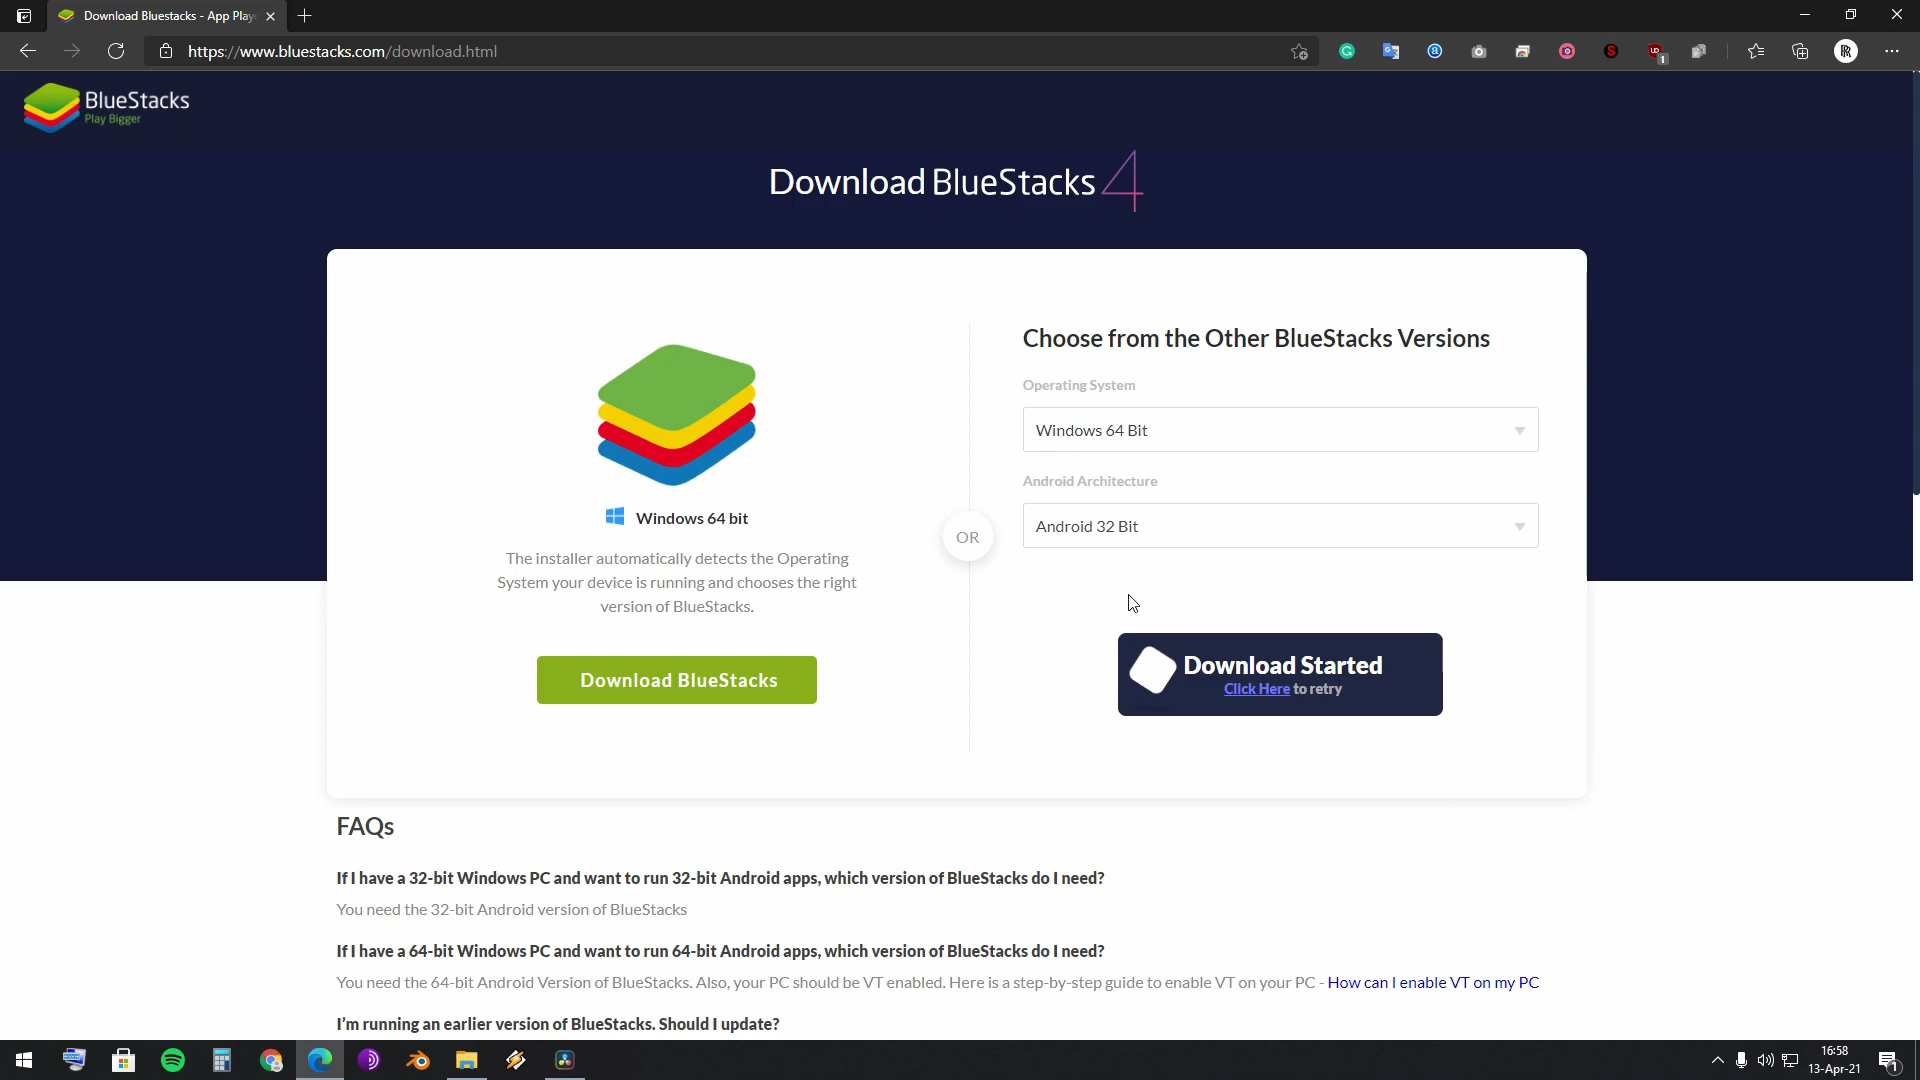 Download Bluestacks - App Playe
https://www.bluestacks.com/download.html
BlueStacks
Play Bigger
Download BlueStacks 4
Choose from the Other BlueStacks Versions
Operating System
Windows 64 Bit
Android Architecture
Android 32 Bit
Windows 64 bit
OR
The installer automatically detects the Operating
System your device is running and chooses the right
version of BlueStacks.
Download BlueStacks
Download Started
Click Here to retry
FAQs
If I have a 32-bit Windows PC and want to run 32-bit Android apps, which version of BlueStacks do I need?
You need the 32-bit Android version of BlueStacks
If I have a 64-bit Windows PC and want to run 64-bit Android apps, which version of BlueStacks do I need?
You need the 64-bit Android Version of BlueStacks. Also, your PC should be VT enabled. Here is a step-by-step guide to enable VT on your PC - How can I enable VT on my PC
I'm running an earlier version of BlueStacks. Should I update?
16:58
13-Apr-21
1